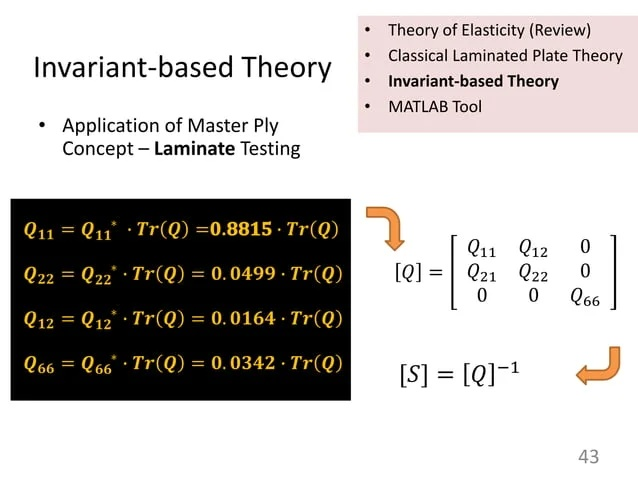 Invariant-based Theory
• Theory of Elasticity (Review)
• Classical Laminated Plate Theory
• Invariant-based Theory
• MATLAB Tool
• Application of Master Ply
Concept – Laminate Testing
Q₁₁ = Q₁₁* · Tr(Q) =0.8815 · Tr(Q)
Q₂₂ = Q₂₂* · Tr(Q) = 0.0499 · Tr(Q)
Q₁₂ = Q₁₂* · Tr(Q) = 0.0164 · Tr(Q)
Q₆₆ = Q₆₆* · Tr(Q) = 0.0342 · Tr(Q)
Q₁₁ Q₁₂ 0
[Q] = [Q₂₁ Q₂₂ 0]
0 0 Q₆₆
[S] = [Q]⁻¹
43